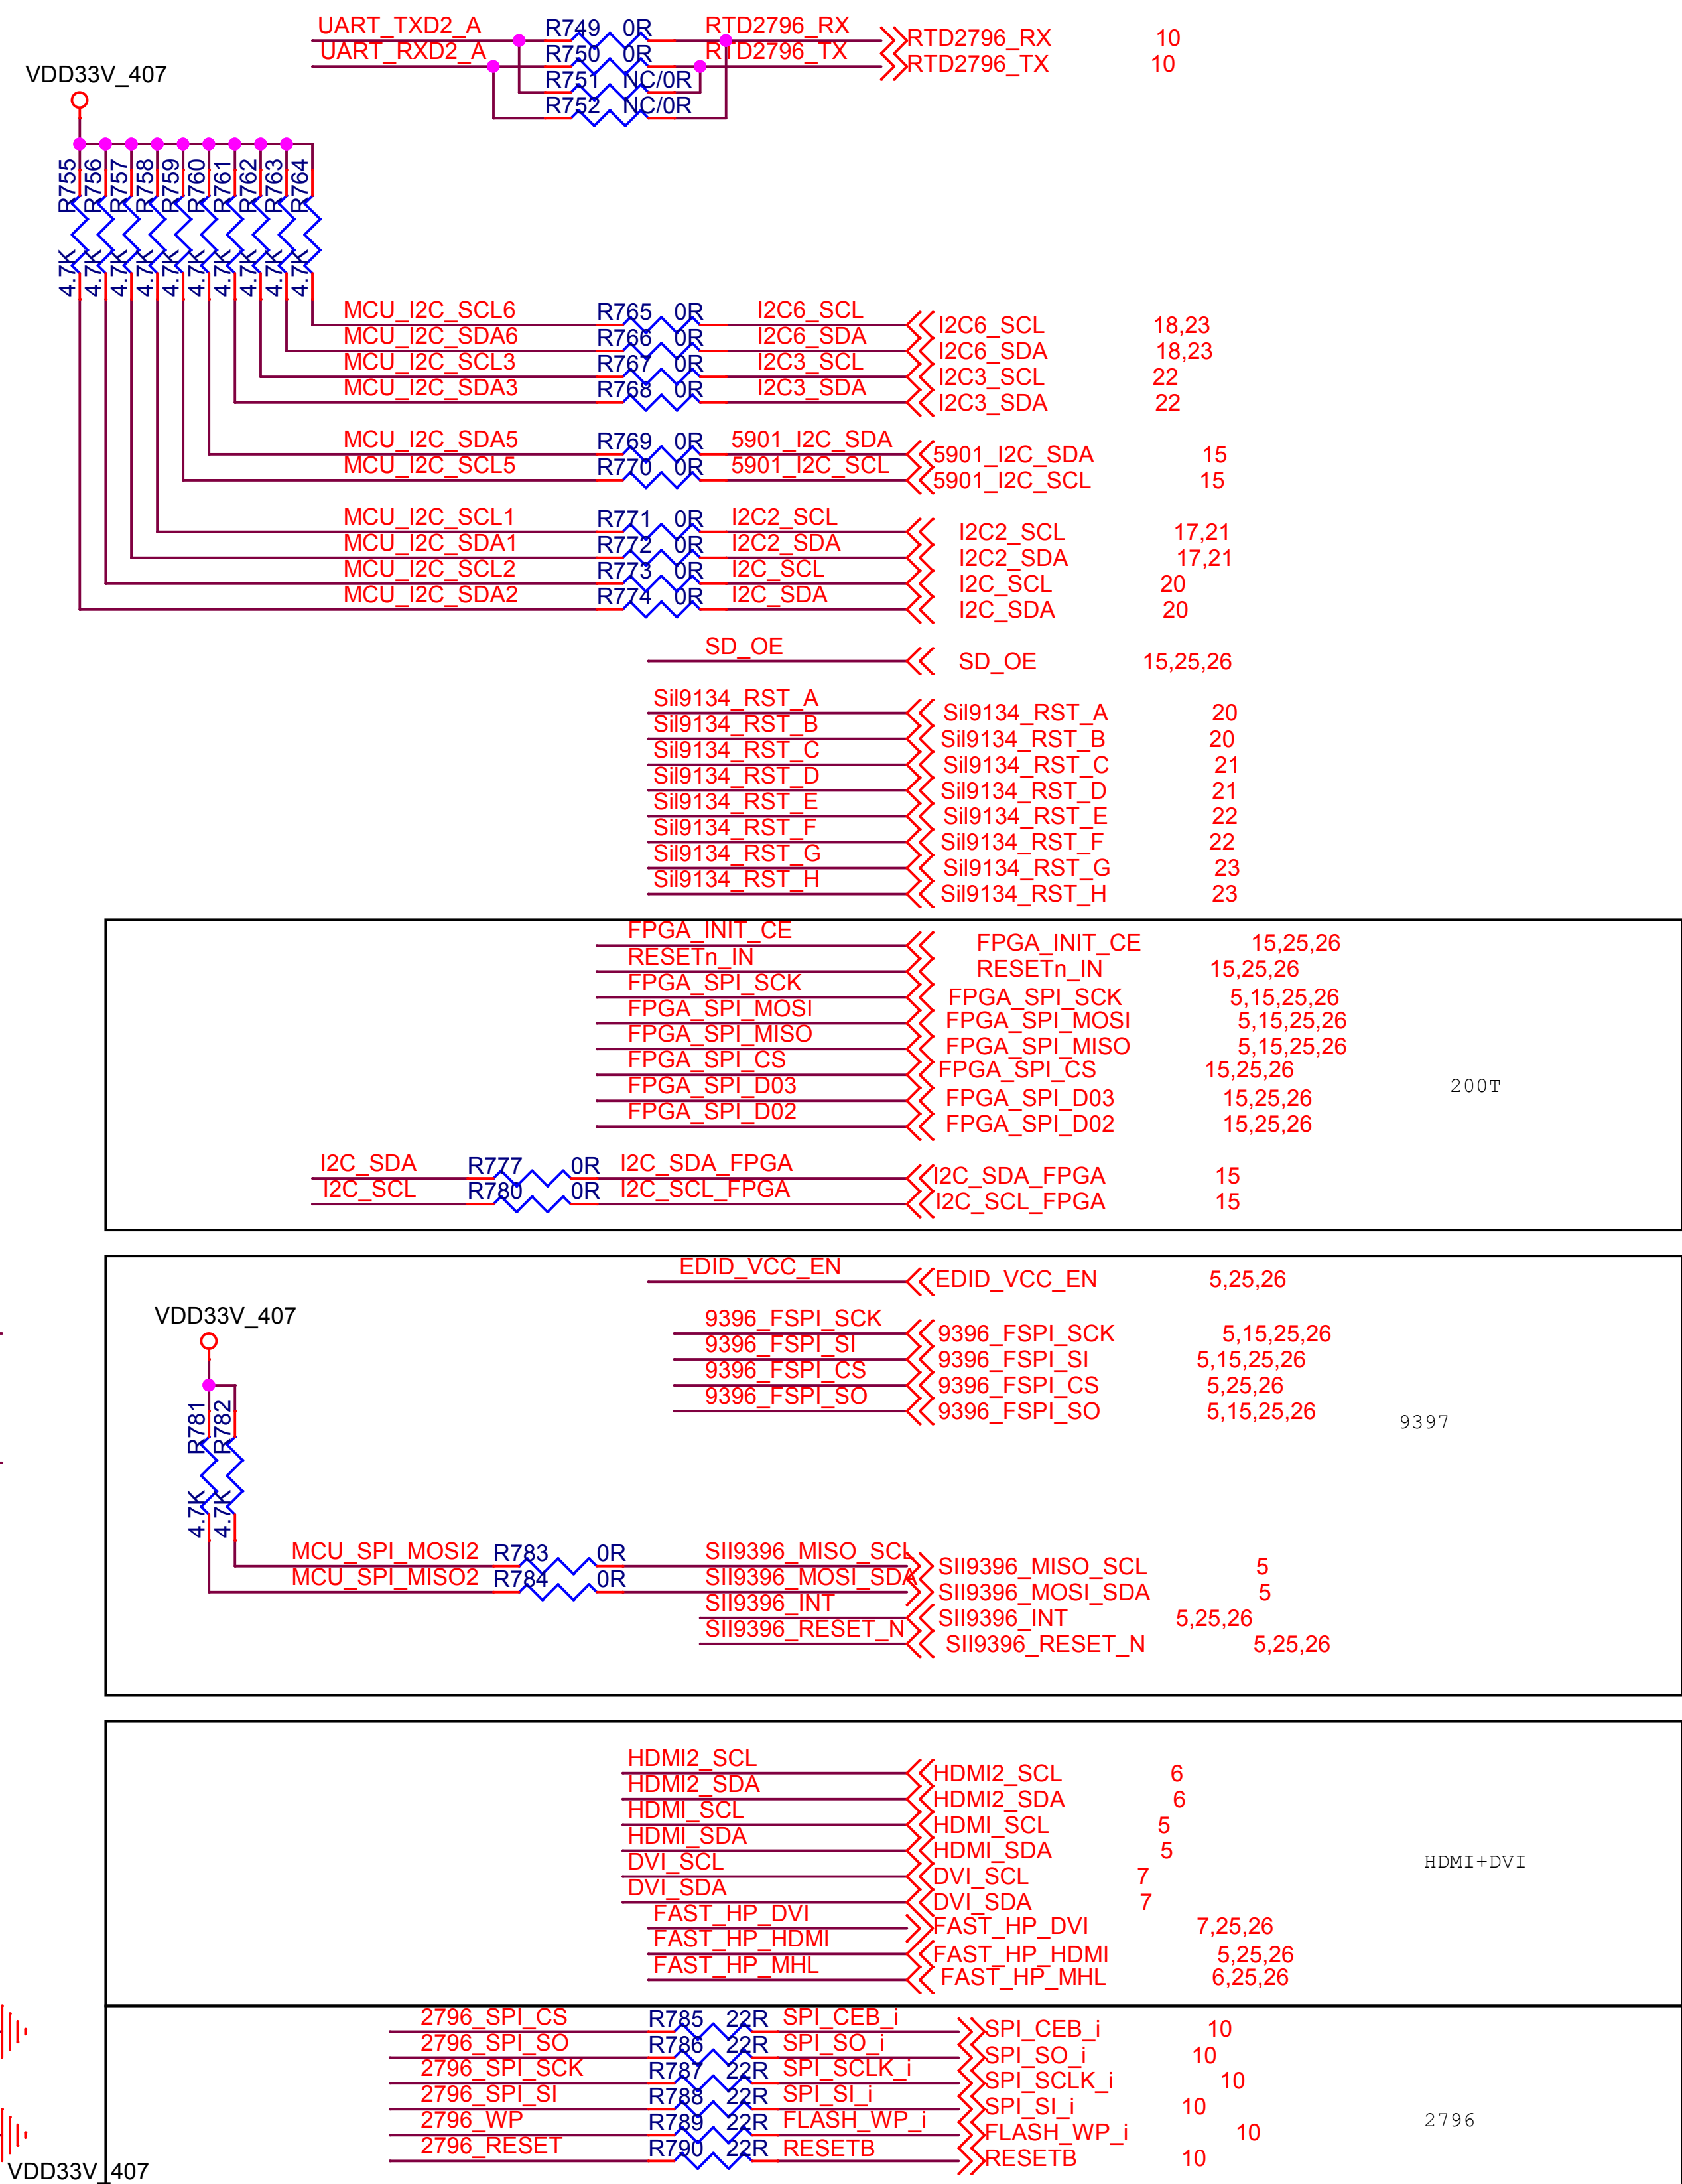 UART_TXD2_A R749 0R RTD2796_RX RTD2796_RX 10
UART_RXD2_A R750 0R RTD2796_TX RTD2796_TX 10
R751 NC/0R
R752 NC/0R
VDD33V_407
R755 R756 R757 R758 R759 R760 R761 R762 R763 R764
4.7K 4.7K 4.7K 4.7K 4.7K 4.7K 4.7K 4.7K 4.7K 4.7K
MCU_I2C_SCL6 R765 0R I2C6_SCL I2C6_SCL 18,23
MCU_I2C_SDA6 R766 0R I2C6_SDA I2C6_SDA 18,23
MCU_I2C_SCL3 R767 0R I2C3_SCL I2C3_SCL 22
MCU_I2C_SDA3 R768 0R I2C3_SDA I2C3_SDA 22
MCU_I2C_SDA5 R769 0R 5901_I2C_SDA 5901_I2C_SDA 15
MCU_I2C_SCL5 R770 0R 5901_I2C_SCL 5901_I2C_SCL 15
MCU_I2C_SCL1 R771 0R I2C2_SCL I2C2_SCL 17,21
MCU_I2C_SDA1 R772 0R I2C2_SDA I2C2_SDA 17,21
MCU_I2C_SCL2 R773 0R I2C_SCL I2C_SCL 20
MCU_I2C_SDA2 R774 0R I2C_SDA I2C_SDA 20
SD_OE SD_OE 15,25,26
Sil9134_RST_A Sil9134_RST_A 20
Sil9134_RST_B Sil9134_RST_B 20
Sil9134_RST_C Sil9134_RST_C 21
Sil9134_RST_D Sil9134_RST_D 21
Sil9134_RST_E Sil9134_RST_E 22
Sil9134_RST_F Sil9134_RST_F 22
Sil9134_RST_G Sil9134_RST_G 23
Sil9134_RST_H Sil9134_RST_H 23
FPGA_INIT_CE FPGA_INIT_CE 15,25,26
RESETn_IN RESETn_IN 15,25,26
FPGA_SPI_SCK FPGA_SPI_SCK 5,15,25,26
FPGA_SPI_MOSI FPGA_SPI_MOSI 5,15,25,26
FPGA_SPI_MISO FPGA_SPI_MISO 5,15,25,26
FPGA_SPI_CS FPGA_SPI_CS 15,25,26
FPGA_SPI_D03 FPGA_SPI_D03 15,25,26 200T
FPGA_SPI_D02 FPGA_SPI_D02 15,25,26
I2C_SDA R777 0R I2C_SDA_FPGA I2C_SDA_FPGA 15
I2C_SCL R780 0R I2C_SCL_FPGA I2C_SCL_FPGA 15
EDID_VCC_EN EDID_VCC_EN 5,25,26
VDD33V_407
9396_FSPI_SCK 9396_FSPI_SCK 5,15,25,26
9396_FSPI_SI 9396_FSPI_SI 5,15,25,26
9396_FSPI_CS 9396_FSPI_CS 5,25,26
9396_FSPI_SO 9396_FSPI_SO 5,15,25,26
9397
R781 R782
4.7K 4.7K
MCU_SPI_MOSI2 R783 0R SII9396_MISO_SCL SII9396_MISO_SCL 5
MCU_SPI_MISO2 R784 0R SII9396_MOSI_SDA SII9396_MOSI_SDA 5
SII9396_INT SII9396_INT 5,25,26
SII9396_RESET_N SII9396_RESET_N 5,25,26
HDMI2_SCL HDMI2_SCL 6
HDMI2_SDA HDMI2_SDA 6
HDMI_SCL HDMI_SCL 5
HDMI_SDA HDMI_SDA 5
HDMI+DVI
DVI_SCL DVI_SCL 7
DVI_SDA DVI_SDA 7
FAST_HP_DVI FAST_HP_DVI 7,25,26
FAST_HP_HDMI FAST_HP_HDMI 5,25,26
FAST_HP_MHL FAST_HP_MHL 6,25,26
2796_SPI_CS R785 22R SPI_CEB_i SPI_CEB_i 10
2796_SPI_SO R786 22R SPI_SO_i SPI_SO_i 10
2796_SPI_SCK R787 22R SPI_SCLK_i SPI_SCLK_i 10
2796_SPI_SI R788 22R SPI_SI_i SPI_SI_i 10
2796_WP R789 22R FLASH_WP_i FLASH_WP_i 10
2796
2796_RESET R790 22R RESETB RESETB 10
VDD33V_407